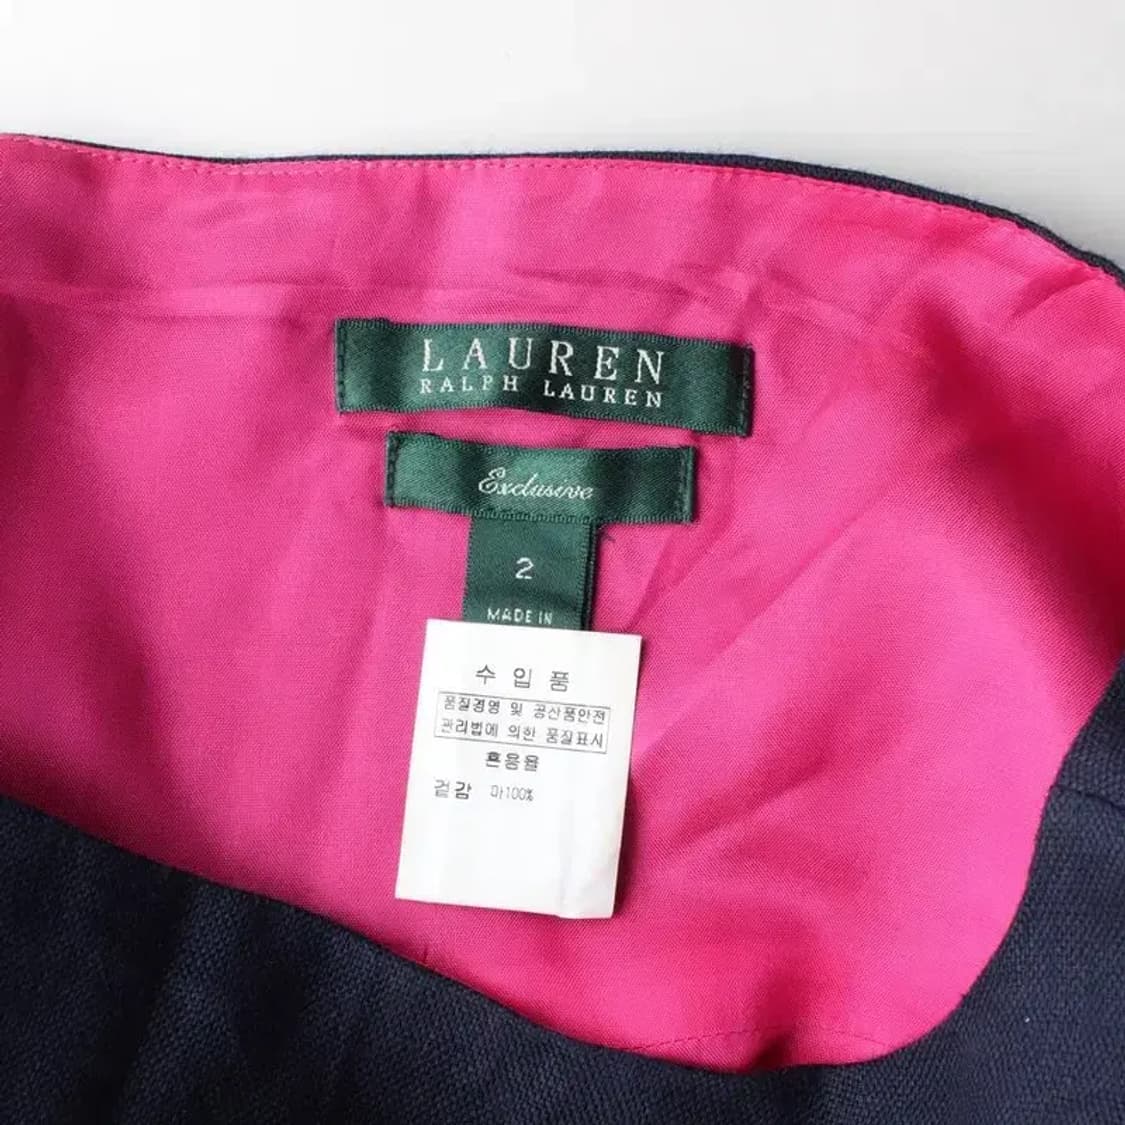 LAUREN
RALPH LAUREN
Exclusive
2
MADE IN
수입품
품질경영 및 공산품안전
관리법에 의한 품질표시
혼용율
겉감 마100%